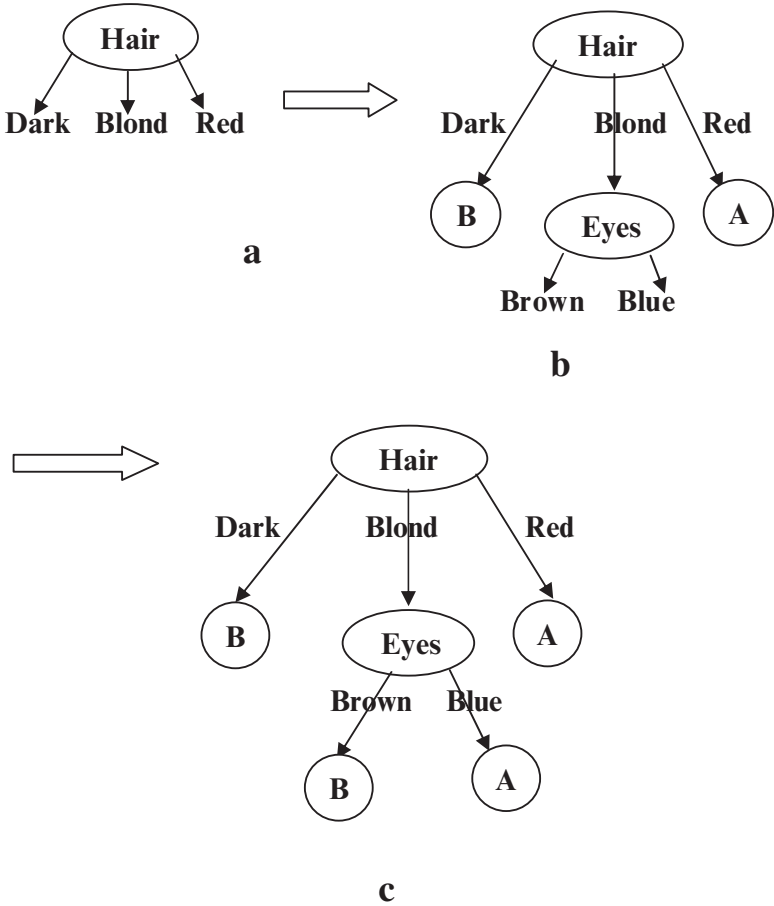 Hair
Dark Blond Red
a
Hair
Dark Blond Red
B Eyes A
Brown Blue
b
Hair
Dark Blond Red
B Eyes A
Brown Blue
B A
c